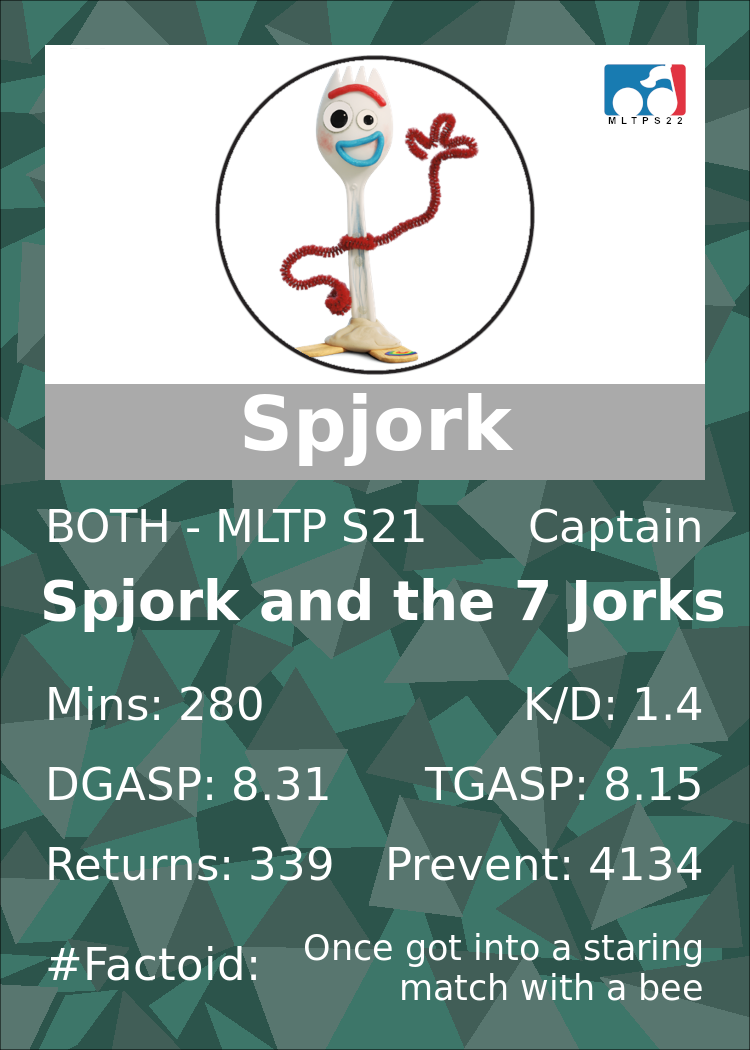 MLTPS22
Spjork
BOTH - MLTP S21 Captain
Spjork and the 7 Jorks
Mins: 280 K/D: 1.4
DGASP: 8.31 TGASP: 8.15
Returns: 339 Prevent: 4134
#Factoid: Once got into a staring
match with a bee